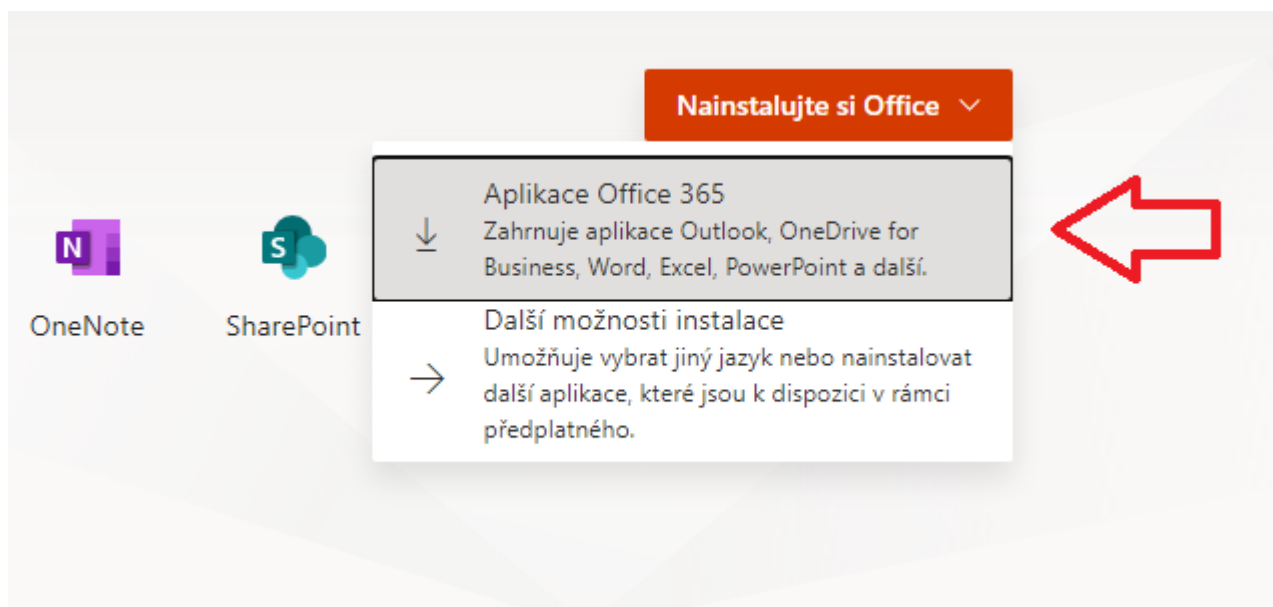 Nainstalujte si Office
Aplikace Office 365
Zahrnuje aplikace Outlook, OneDrive for
Business, Word, Excel, PowerPoint a další.
N
OneNote
S
SharePoint
Další možnosti instalace
Umožňuje vybrat jiný jazyk nebo nainstalovat
další aplikace, které jsou k dispozici v rámci
předplatného.